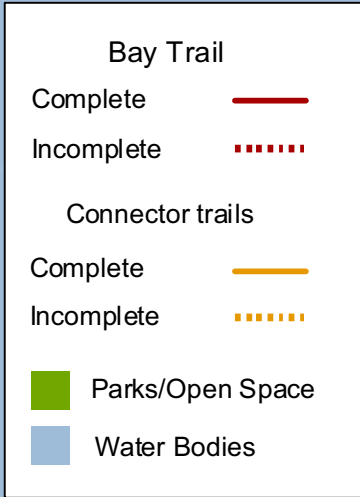 Bay Trail
Complete
Incomplete
Connector trails
Complete
Incomplete
Parks/Open Space
Water Bodies